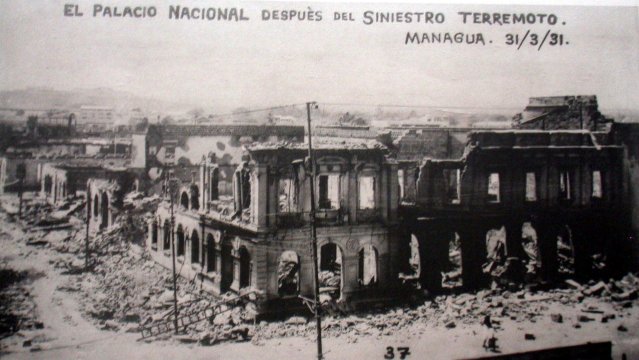 EL PALACIO NACIONAL DESPUÈS DEL SINIESTRO TERREMOTO.
MANAGUA. 31/3/31.
37